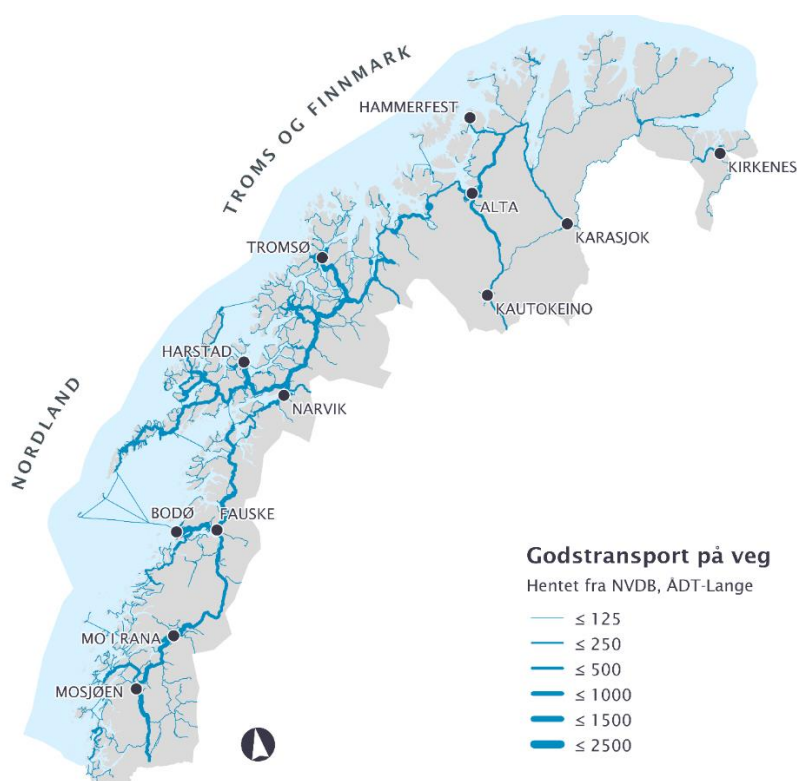 TROMS OG FINNMARK
HAMMERFEST
KIRKENES
ALTA
KARASJOK
TROMSØ
KAUTOKEINO
HARSTAD
NARVIK
NORDLAND
BODØ
FAUSKE
MO I RANA
MOSJØEN
Godstransport på veg
Hentet fra NVDB, ÅDT-Lange
≤ 125
≤ 250
≤ 500
≤ 1000
≤ 1500
≤ 2500